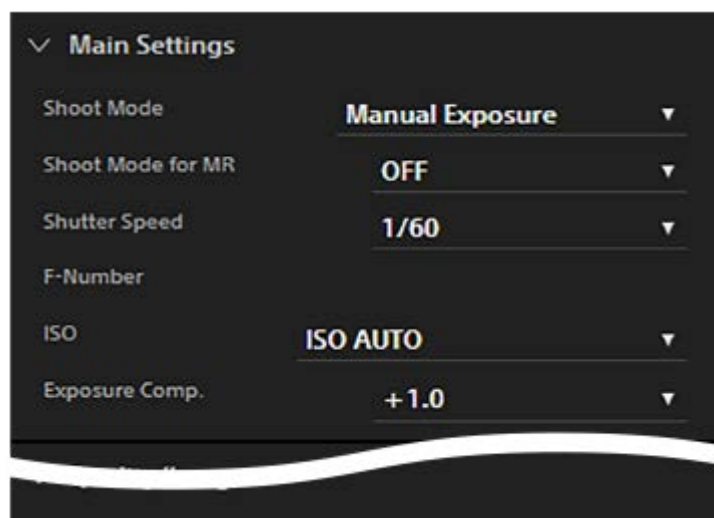 Main Settings
Shoot Mode Manual Exposure
Shoot Mode for MR OFF
Shutter Speed 1/60
F-Number
ISO ISO AUTO
Exposure Comp. +1.0